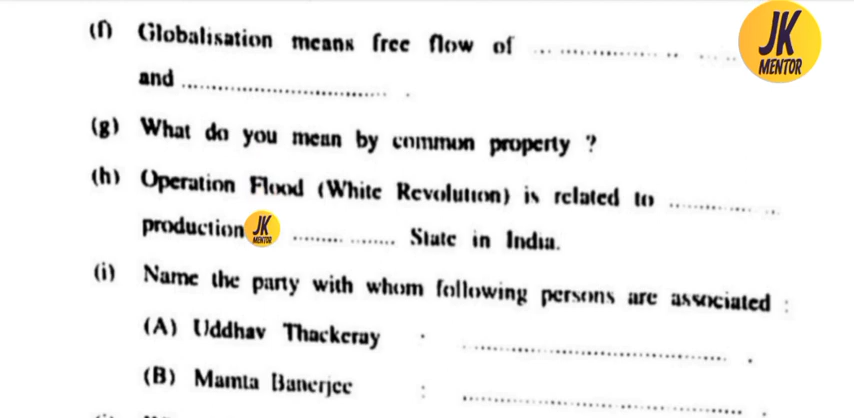 (f) Globalisation means free flow of ........................
JK
MENTOR
and .................................. .
(g) What do you mean by common property ?
(h) Operation Flood (White Revolution) is related to ................
production JK MENTOR .................... State in India.
(i) Name the party with whom following persons are associated :
(A) Uddhav Thackeray : .................................... .
(B) Mamta Banerjee : .................................... .